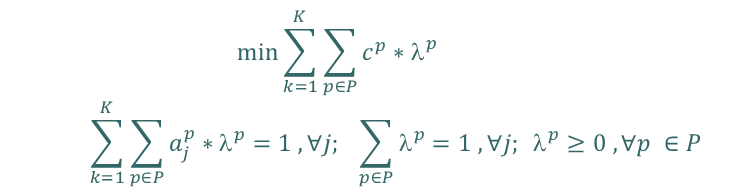 min ∑_{k=1}^{K} ∑_{p∈P} c^p * λ^p
∑_{k=1}^{K} ∑_{p∈P} a_j^p * λ^p = 1 , ∀j; ∑_{p∈P} λ^p = 1 , ∀j; λ^p ≥ 0 , ∀p ∈ P